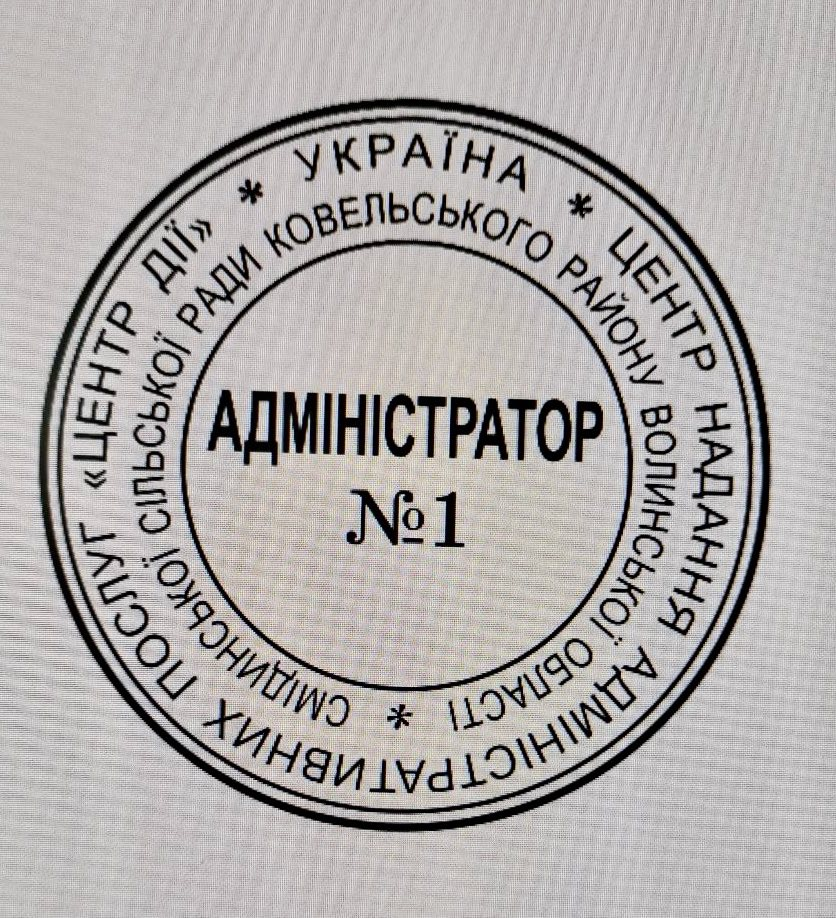 * УКРАЇНА * ЦЕНТР НАДАННЯ АДМІНІСТРАТИВНИХ ПОСЛУГ «ЦЕНТР ДІЇ»
* СМІДИНСЬКОЇ СІЛЬСЬКОЇ РАДИ КОВЕЛЬСЬКОГО РАЙОНУ ВОЛИНСЬКОЇ ОБЛАСТІ
АДМІНІСТРАТОР
№1